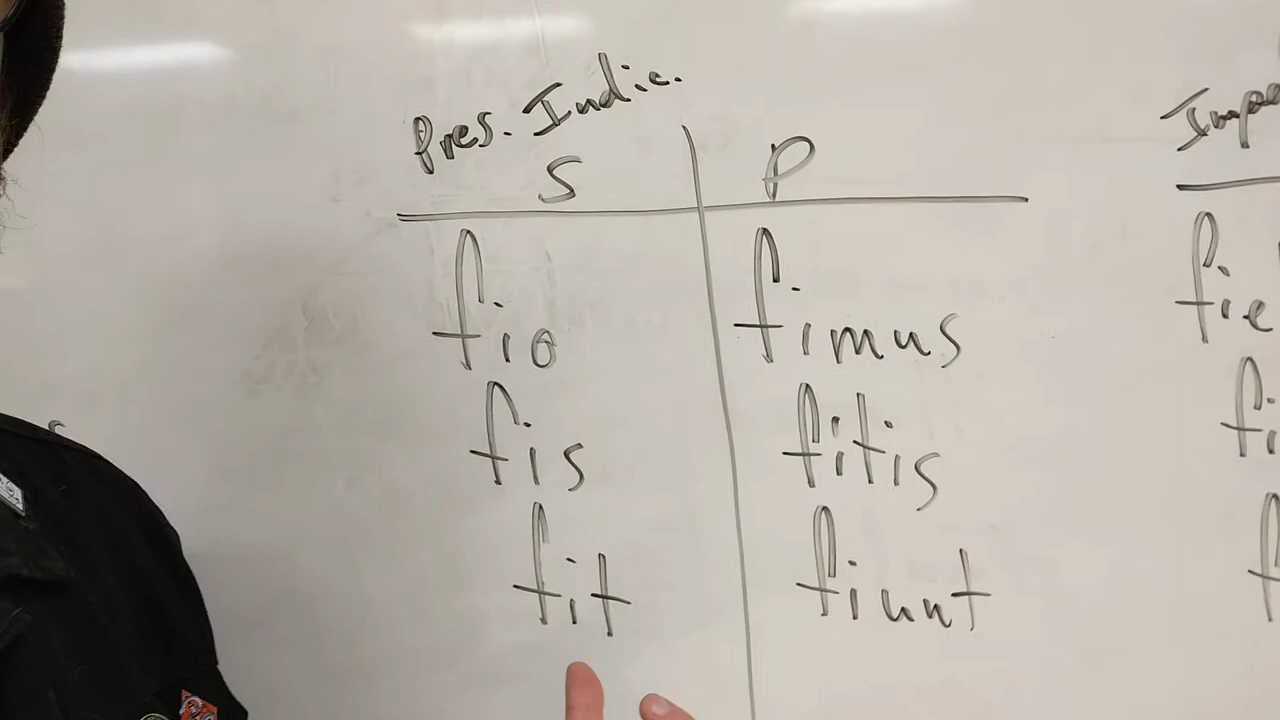 Pres. Indic.
S P
fio fimus
fis fitis
fit fiunt